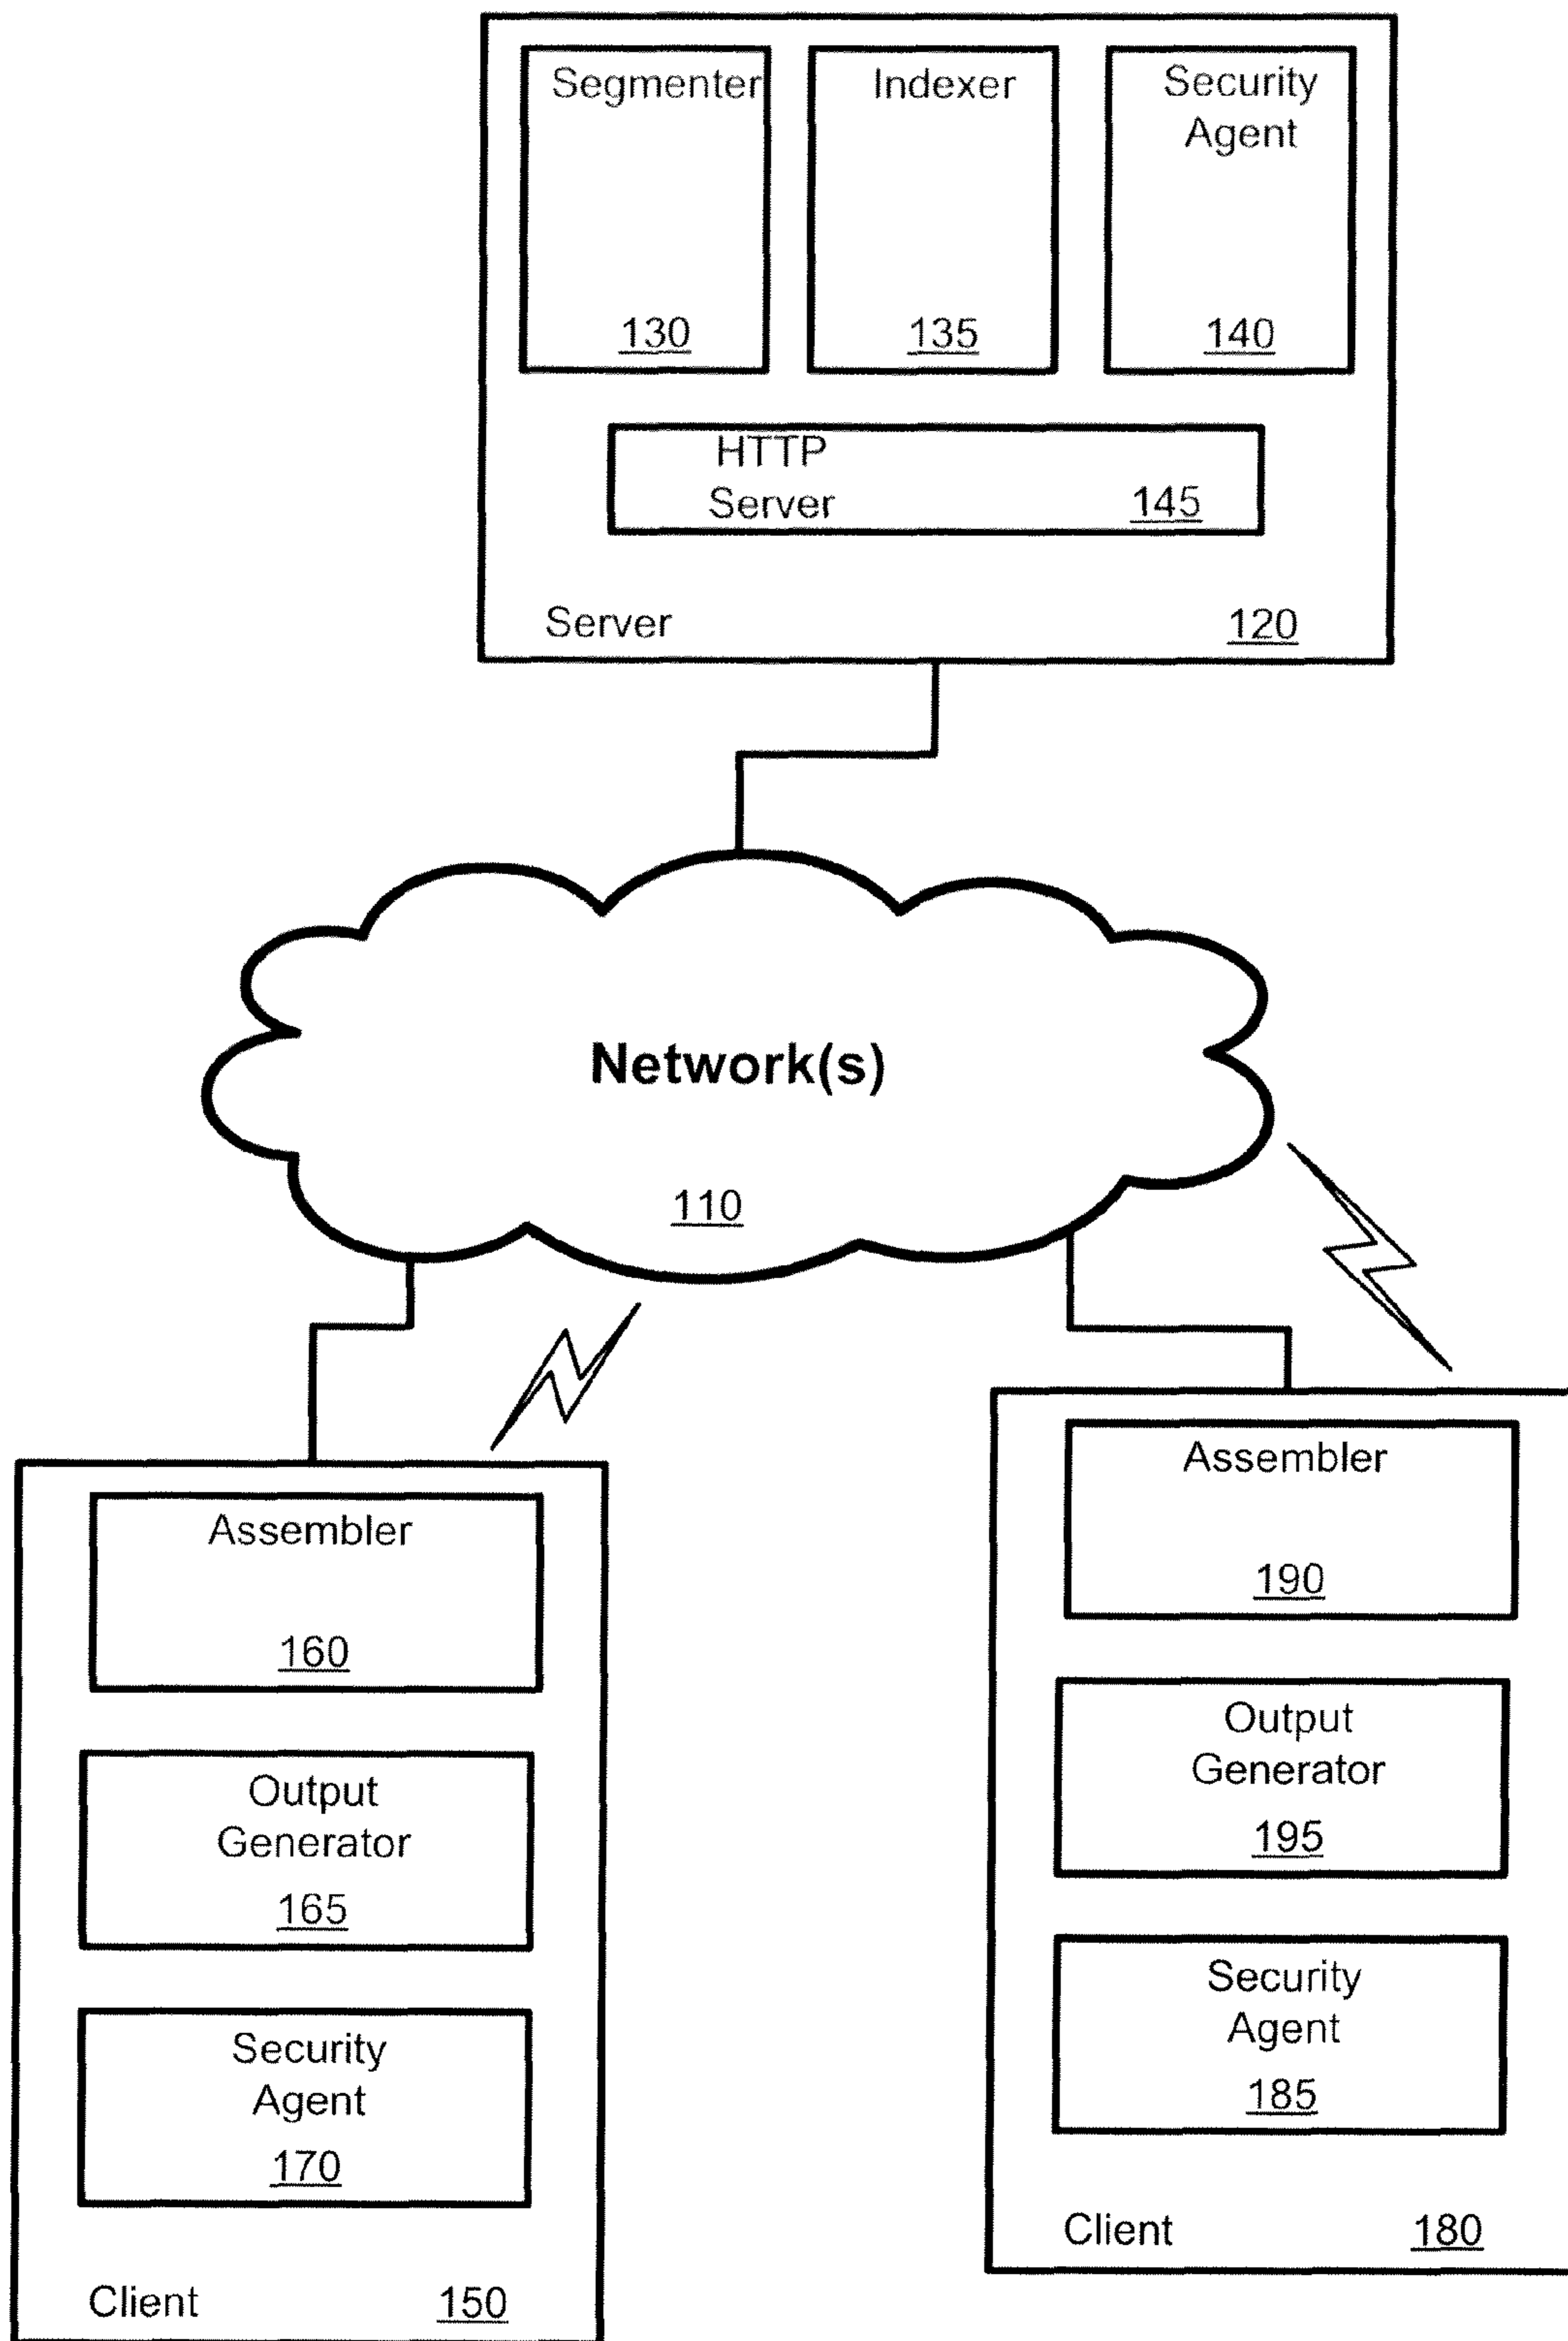 Segmenter
130
Indexer
135
Security
Agent
140
HTTP
Server
145
Server
120
Network(s)
110
Assembler
160
Output
Generator
165
Security
Agent
170
Client
150
Assembler
190
Output
Generator
195
Security
Agent
185
Client
180